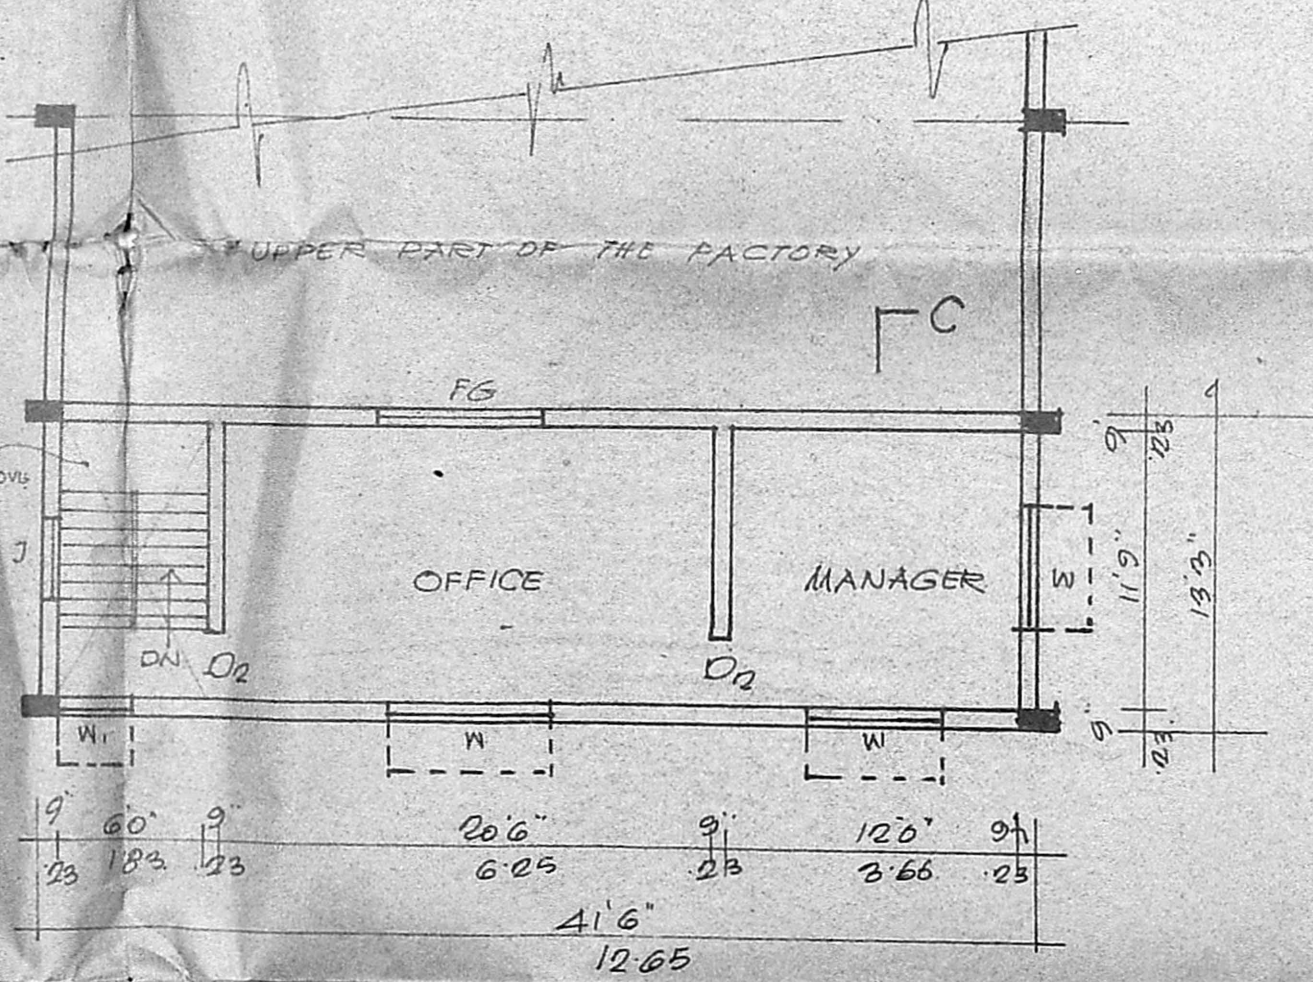 UPPER PART OF THE FACTORY
C
FG
9" .23
J
OFFICE
MANAGER
W
11'9"
13'3"
DN D2
D2
W1
W
W
9" .23
9" 6'0" 9" 20'6" 9" 12'0" 9"
.23 1.83 .23 6.25 .23 3.66 .23
41'6"
12.65